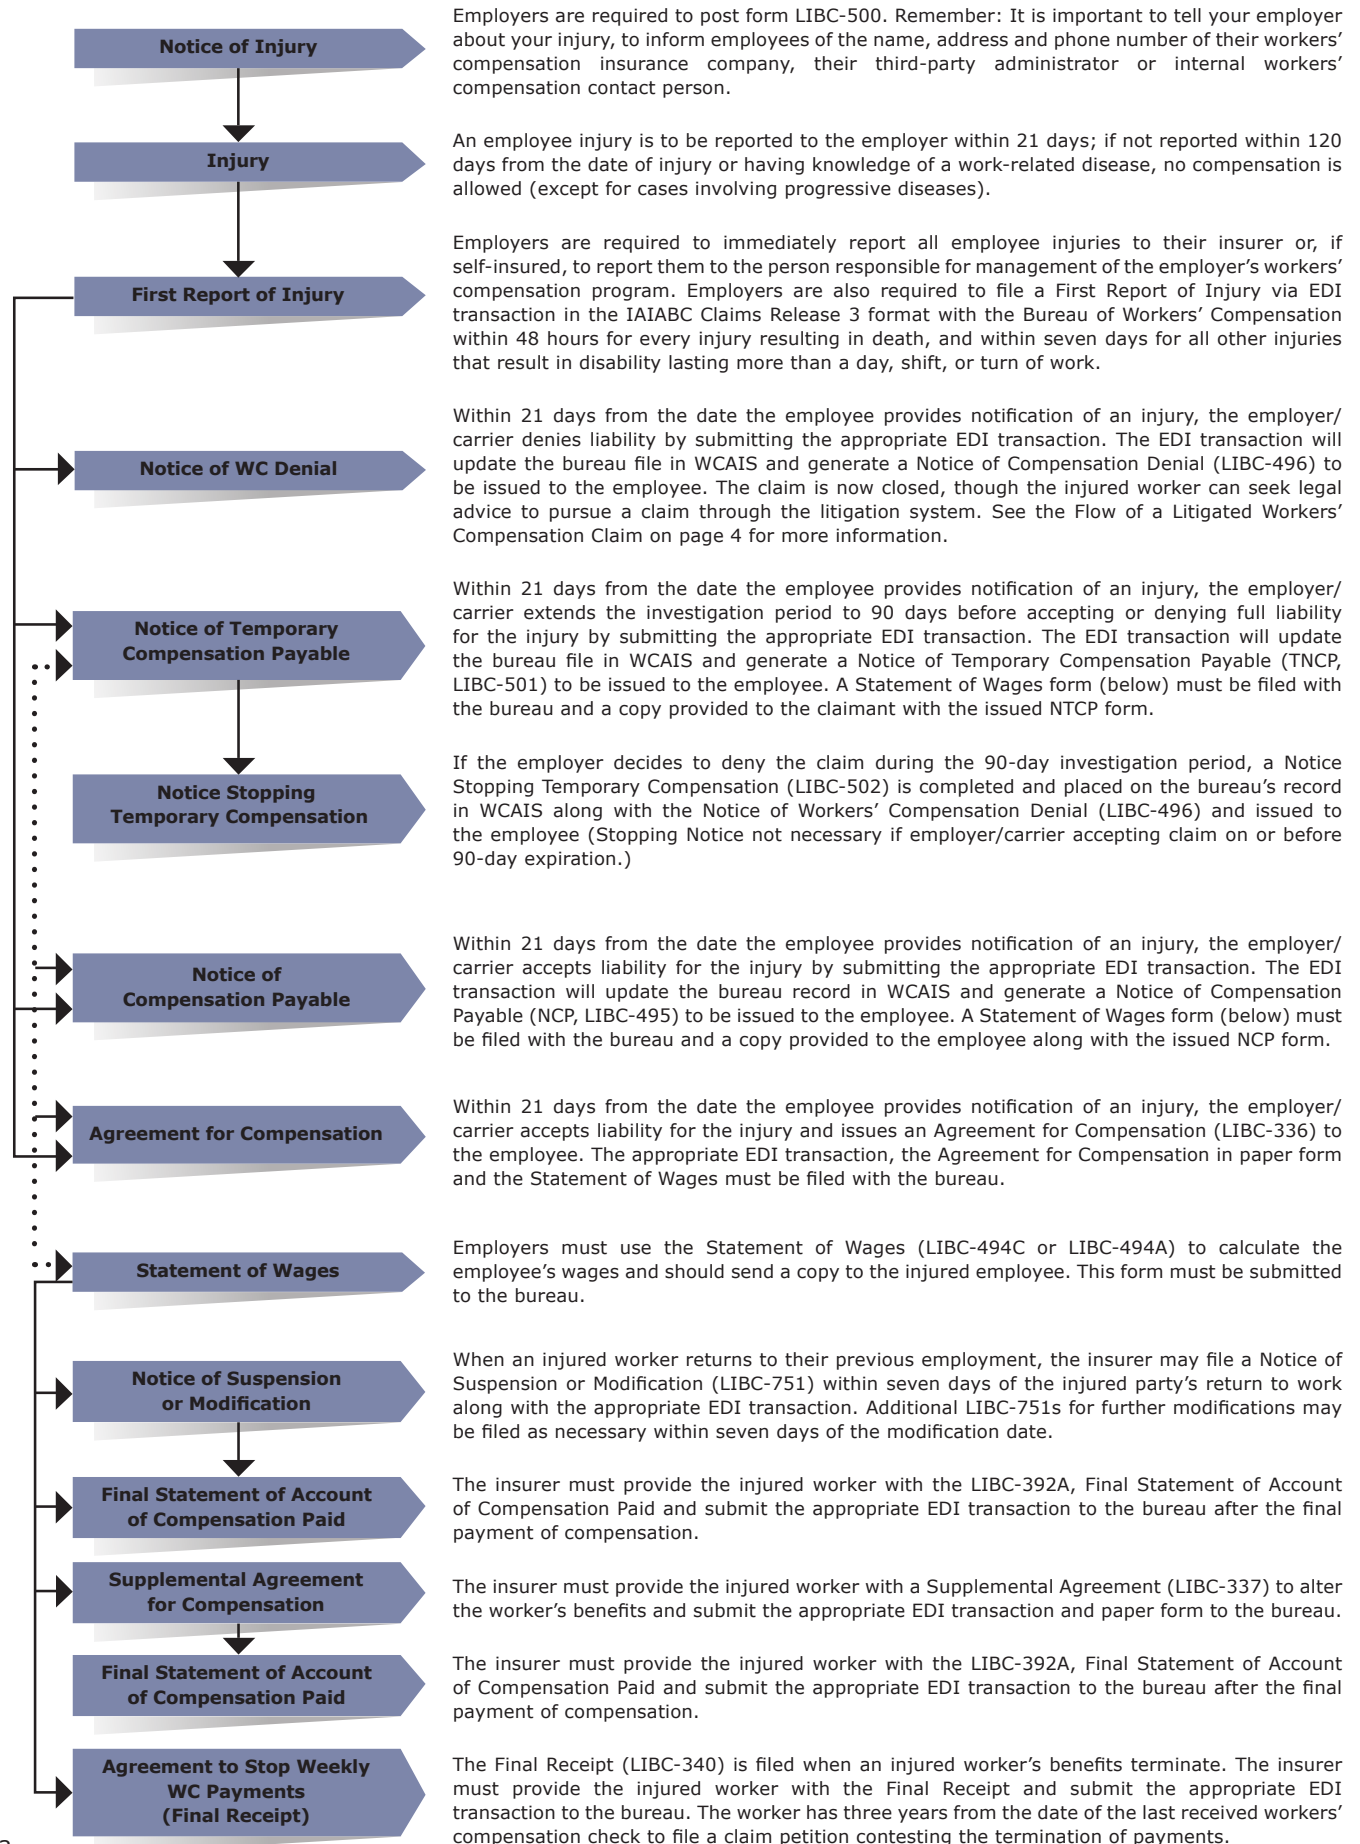 Notice of Injury
Employers are required to post form LIBC-500. Remember: It is important to tell your employer
about your injury, to inform employees of the name, address and phone number of their workers’
compensation insurance company, their third-party administrator or internal workers’
compensation contact person.
Injury
An employee injury is to be reported to the employer within 21 days; if not reported within 120
days from the date of injury or having knowledge of a work-related disease, no compensation is
allowed (except for cases involving progressive diseases).
First Report of Injury
Employers are required to immediately report all employee injuries to their insurer or, if
self-insured, to report them to the person responsible for management of the employer’s workers’
compensation program. Employers are also required to file a First Report of Injury via EDI
transaction in the IAIABC Claims Release 3 format with the Bureau of Workers’ Compensation
within 48 hours for every injury resulting in death, and within seven days for all other injuries
that result in disability lasting more than a day, shift, or turn of work.
Notice of WC Denial
Within 21 days from the date the employee provides notification of an injury, the employer/
carrier denies liability by submitting the appropriate EDI transaction. The EDI transaction will
update the bureau file in WCAIS and generate a Notice of Compensation Denial (LIBC-496) to
be issued to the employee. The claim is now closed, though the injured worker can seek legal
advice to pursue a claim through the litigation system. See the Flow of a Litigated Workers’
Compensation Claim on page 4 for more information.
Notice of Temporary
Compensation Payable
Within 21 days from the date the employee provides notification of an injury, the employer/
carrier extends the investigation period to 90 days before accepting or denying full liability
for the injury by submitting the appropriate EDI transaction. The EDI transaction will update
the bureau file in WCAIS and generate a Notice of Temporary Compensation Payable (TNCP,
LIBC-501) to be issued to the employee. A Statement of Wages form (below) must be filed with
the bureau and a copy provided to the claimant with the issued NTCP form.
Notice Stopping
Temporary Compensation
If the employer decides to deny the claim during the 90-day investigation period, a Notice
Stopping Temporary Compensation (LIBC-502) is completed and placed on the bureau’s record
in WCAIS along with the Notice of Workers’ Compensation Denial (LIBC-496) and issued to
the employee (Stopping Notice not necessary if employer/carrier accepting claim on or before
90-day expiration.)
Notice of
Compensation Payable
Within 21 days from the date the employee provides notification of an injury, the employer/
carrier accepts liability for the injury by submitting the appropriate EDI transaction. The EDI
transaction will update the bureau record in WCAIS and generate a Notice of Compensation
Payable (NCP, LIBC-495) to be issued to the employee. A Statement of Wages form (below) must
be filed with the bureau and a copy provided to the employee along with the issued NCP form.
Agreement for Compensation
Within 21 days from the date the employee provides notification of an injury, the employer/
carrier accepts liability for the injury and issues an Agreement for Compensation (LIBC-336) to
the employee. The appropriate EDI transaction, the Agreement for Compensation in paper form
and the Statement of Wages must be filed with the bureau.
Statement of Wages
Employers must use the Statement of Wages (LIBC-494C or LIBC-494A) to calculate the
employee’s wages and should send a copy to the injured employee. This form must be submitted
to the bureau.
Notice of Suspension
or Modification
When an injured worker returns to their previous employment, the insurer may file a Notice of
Suspension or Modification (LIBC-751) within seven days of the injured party’s return to work
along with the appropriate EDI transaction. Additional LIBC-751s for further modifications may
be filed as necessary within seven days of the modification date.
Final Statement of Account
of Compensation Paid
The insurer must provide the injured worker with the LIBC-392A, Final Statement of Account
of Compensation Paid and submit the appropriate EDI transaction to the bureau after the final
payment of compensation.
Supplemental Agreement
for Compensation
The insurer must provide the injured worker with a Supplemental Agreement (LIBC-337) to alter
the worker’s benefits and submit the appropriate EDI transaction and paper form to the bureau.
Final Statement of Account
of Compensation Paid
The insurer must provide the injured worker with the LIBC-392A, Final Statement of Account
of Compensation Paid and submit the appropriate EDI transaction to the bureau after the final
payment of compensation.
Agreement to Stop Weekly
WC Payments
(Final Receipt)
The Final Receipt (LIBC-340) is filed when an injured worker’s benefits terminate. The insurer
must provide the injured worker with the Final Receipt and submit the appropriate EDI
transaction to the bureau. The worker has three years from the date of the last received workers’
compensation check to file a claim petition contesting the termination of payments.